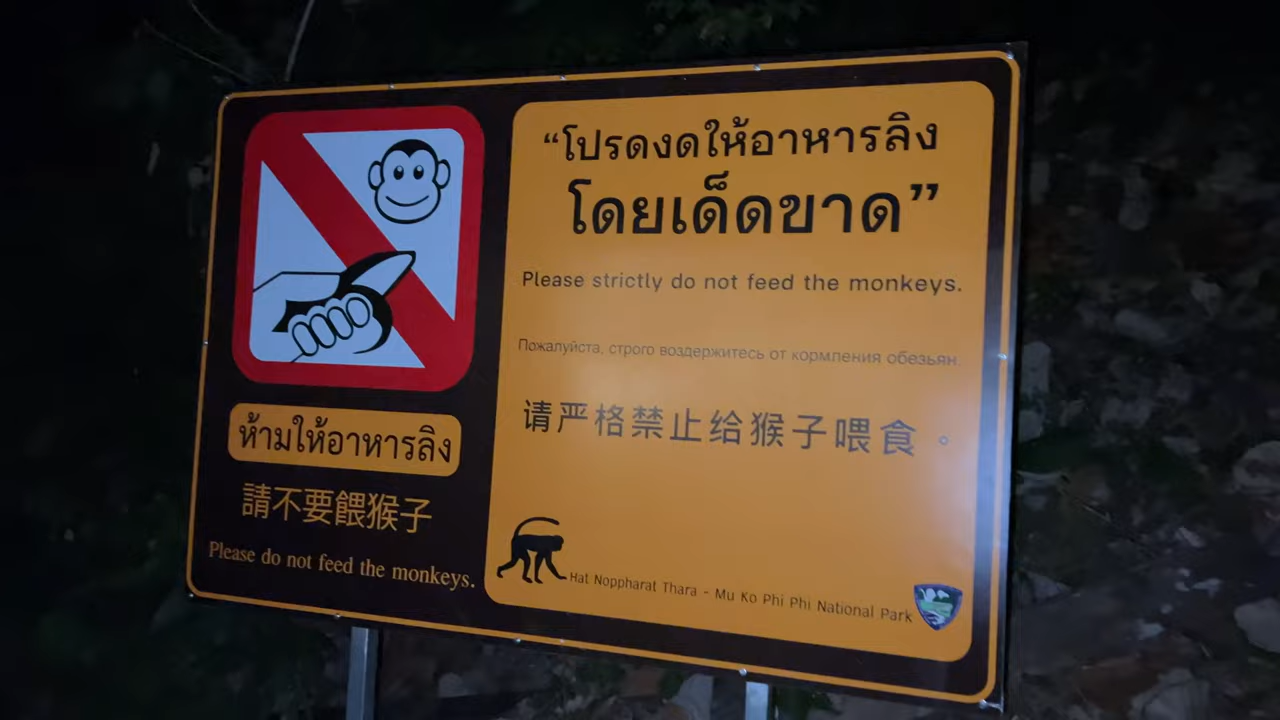 ห้ามให้อาหารลิง
請不要餵猴子
Please do not feed the monkeys.
“โปรดงดให้อาหารลิง
โดยเด็ดขาด”
Please strictly do not feed the monkeys.
Пожалуйста, строго воздержитесь от кормления обезьян.
请严格禁止给猴子喂食。
Hat Noppharat Thara - Mu Ko Phi Phi National Park